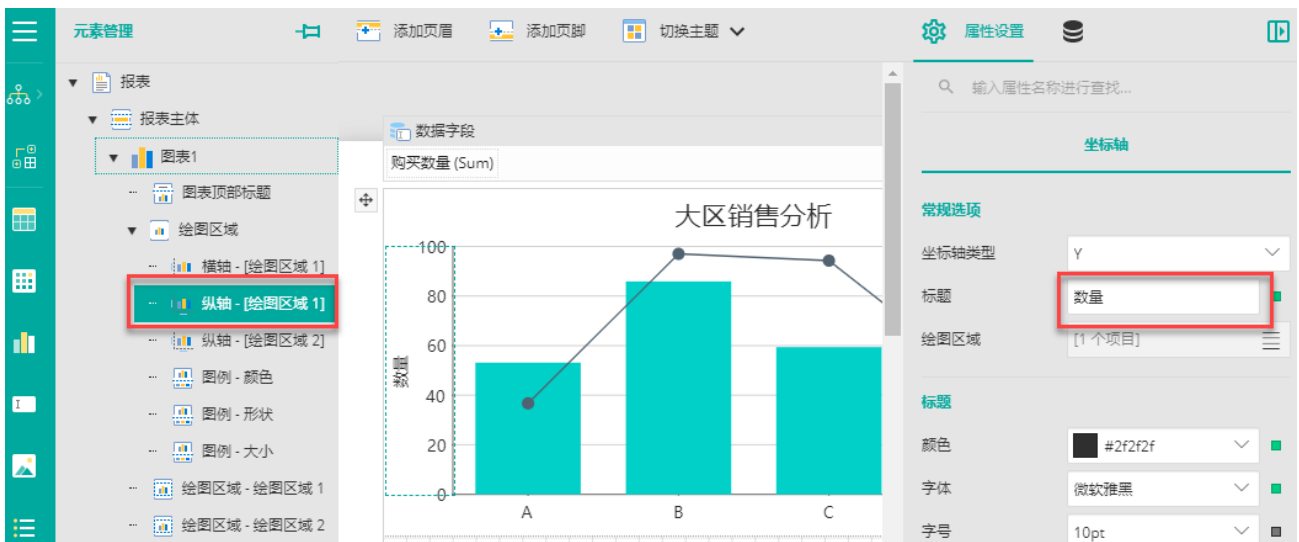 元素管理
添加页眉
添加页脚
切换主题
属性设置
报表
报表主体
图表1
图表顶部标题
绘图区域
横轴 - [绘图区域 1]
纵轴 - [绘图区域 1]
纵轴 - [绘图区域 2]
图例 - 颜色
图例 - 形状
图例 - 大小
绘图区域 - 绘图区域 1
绘图区域 - 绘图区域 2
数据字段
购买数量 (Sum)
大区销售分析
100
80
60
40
20
0
数量
A
B
C
输入属性名称进行查找...
坐标轴
常规选项
坐标轴类型
Y
标题
数量
绘图区域
[1 个项目]
标题
颜色
#2f2f2f
字体
微软雅黑
字号
10pt